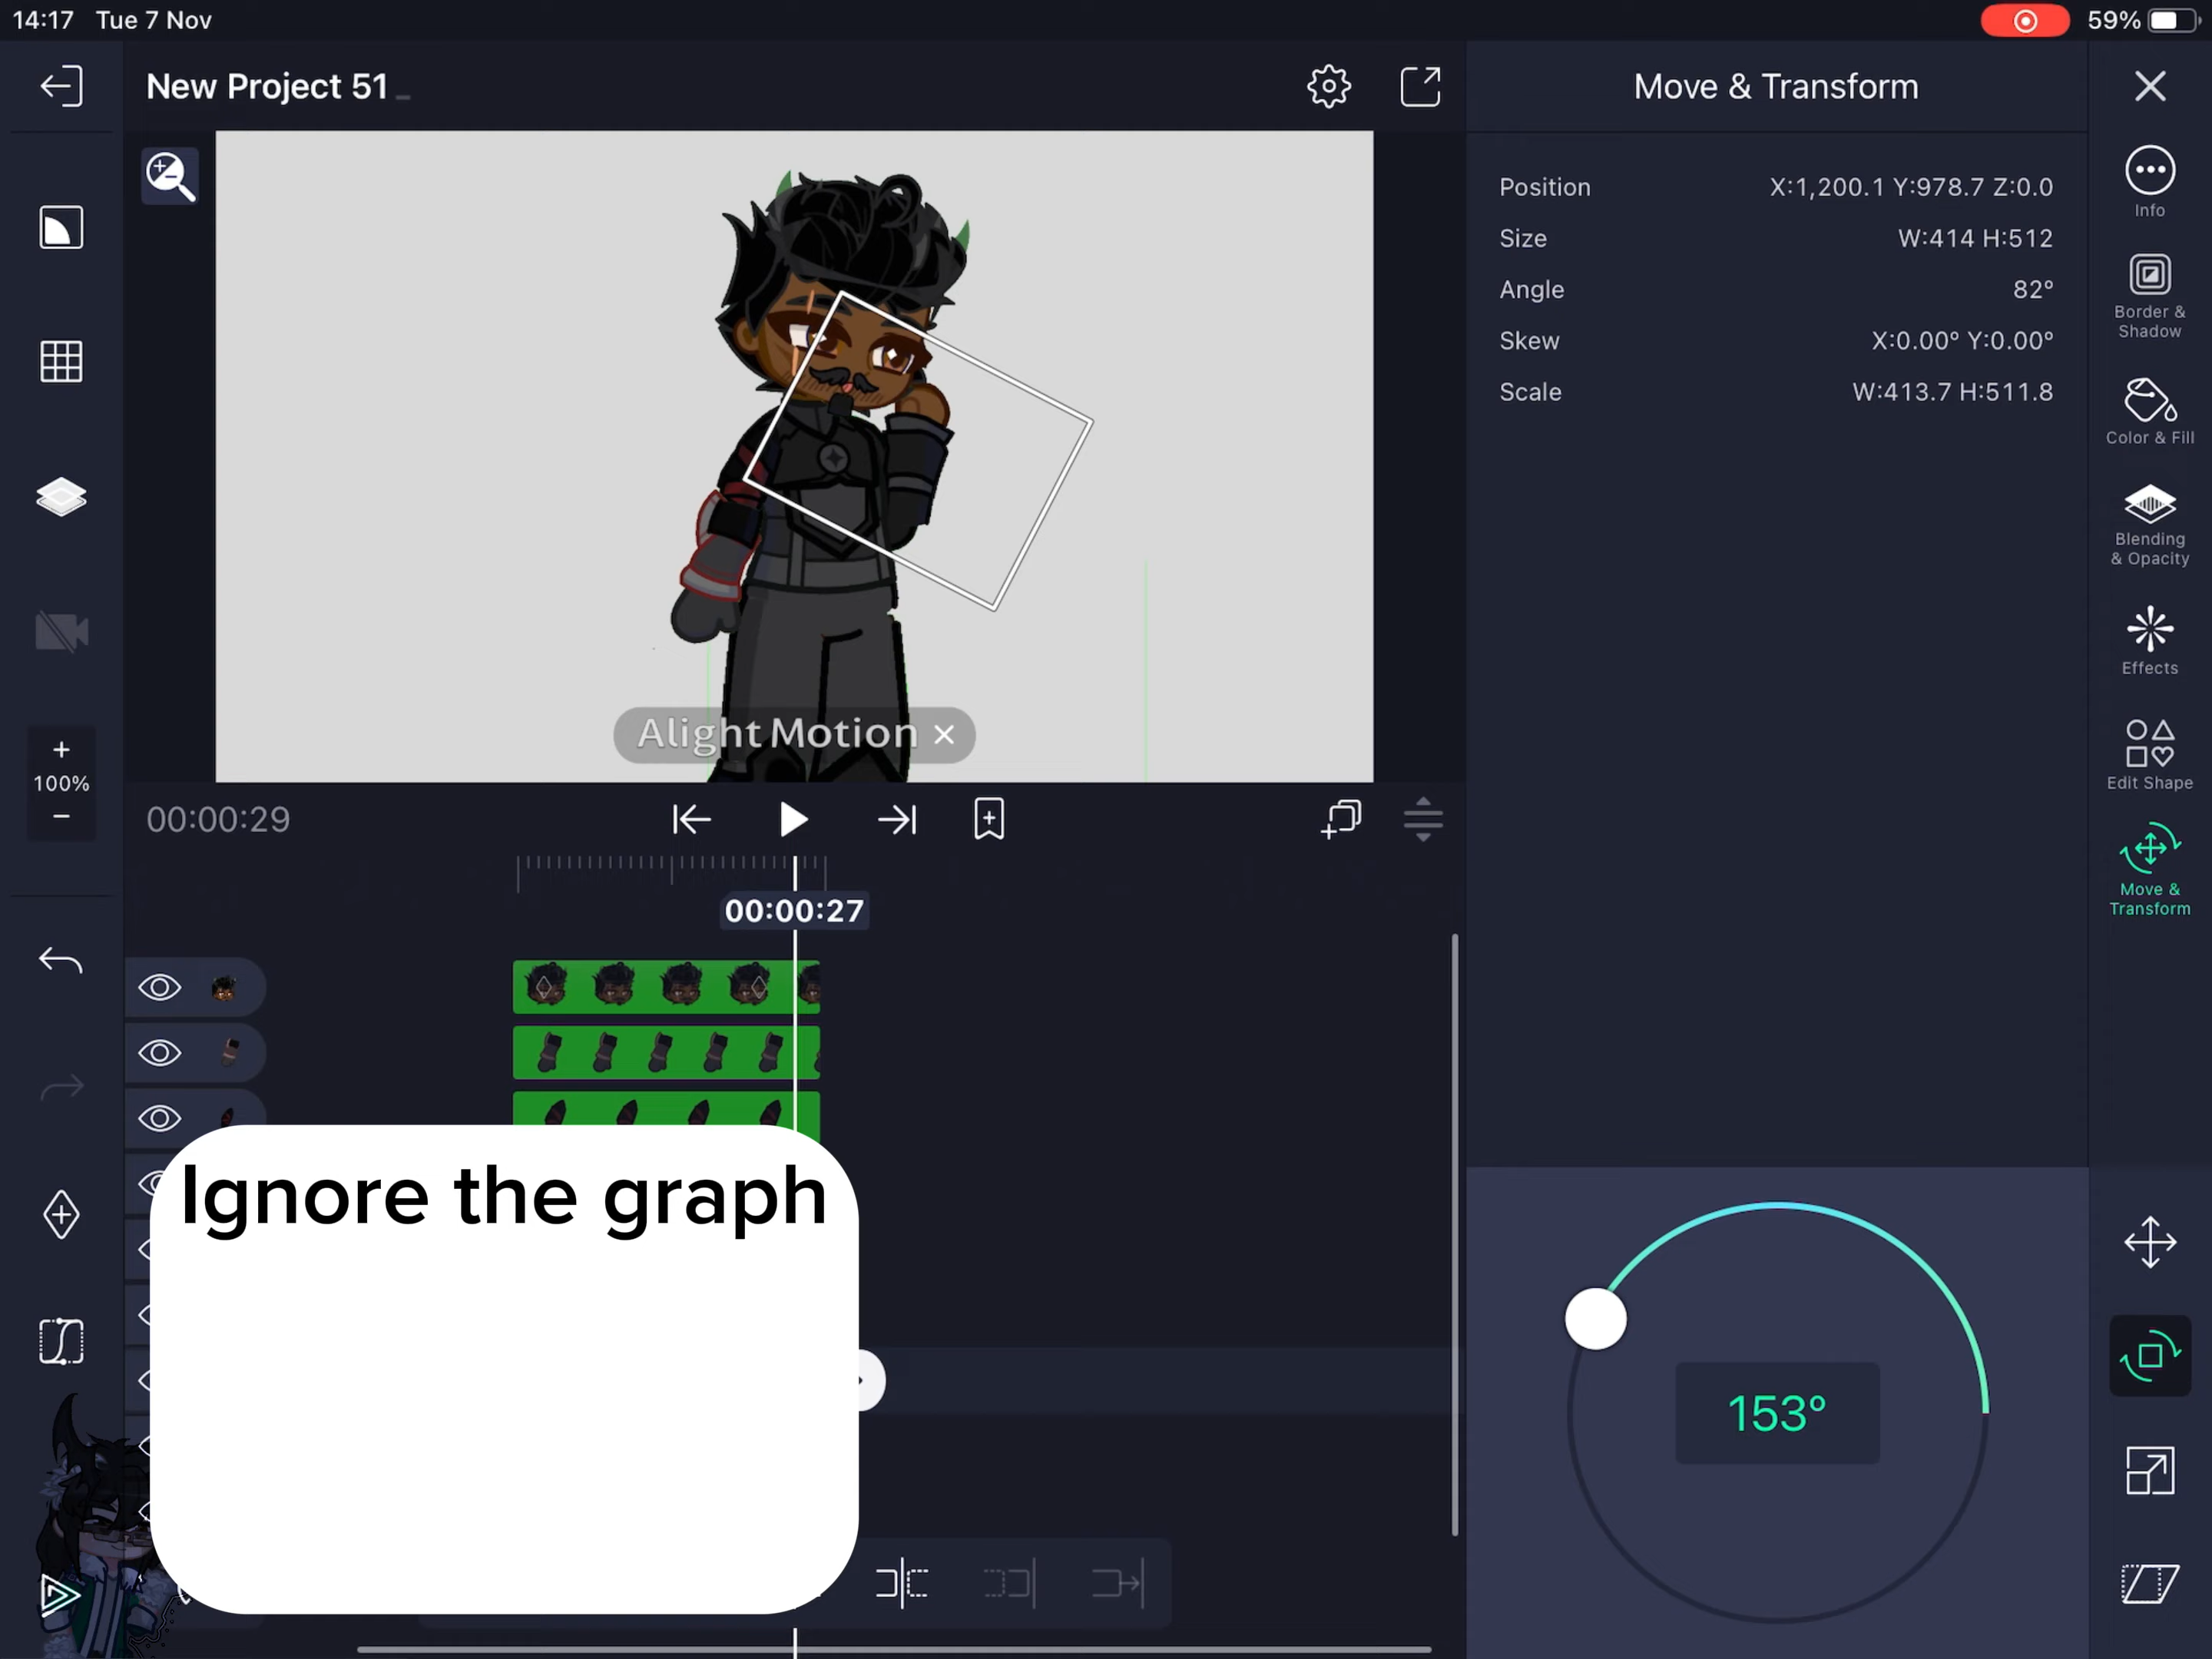 14:17 Tue 7 Nov
59%
New Project 51
Move & Transform
Position X:1,200.1 Y:978.7 Z:0.0
Size W:414 H:512
Angle 82°
Skew X:0.00° Y:0.00°
Scale W:413.7 H:511.8
Info
Border &
Shadow
Color & Fill
Blending
& Opacity
Effects
Edit Shape
Move &
Transform
Alight Motion
100%
00:00:29
00:00:27
Ignore the graph
153°